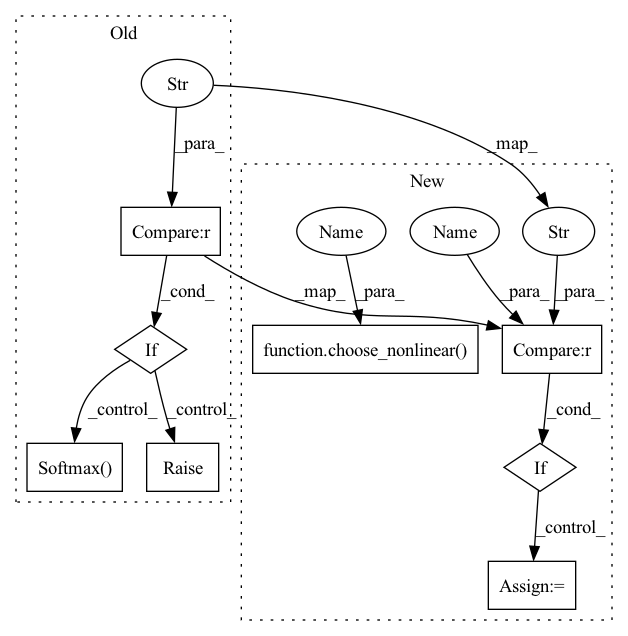 Old
Str
_para_
_map_
New
Compare:r
Name
Name
Str
_cond_
_map_
_para_
_para_
_para_
If
function.choose_nonlinear()
Compare:r
_control_
_control_
_cond_
Softmax()
Raise
If
_control_
Assign:=